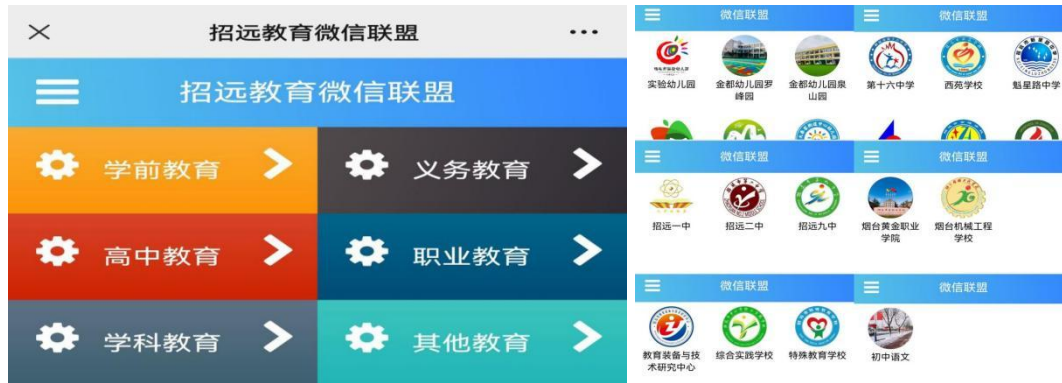 招远教育微信联盟
招远教育微信联盟
学前教育
义务教育
高中教育
职业教育
学科教育
其他教育
微信联盟
实验幼儿园
金都幼儿园罗
峰园
金都幼儿园泉
山园
微信联盟
第十六中学
西苑学校
魁星路中学
微信联盟
招远一中
招远二中
招远九中
微信联盟
烟台黄金职业
学院
烟台机械工程
学校
微信联盟
教育装备与技
术研究中心
综合实践学校
特殊教育学校
微信联盟
初中语文